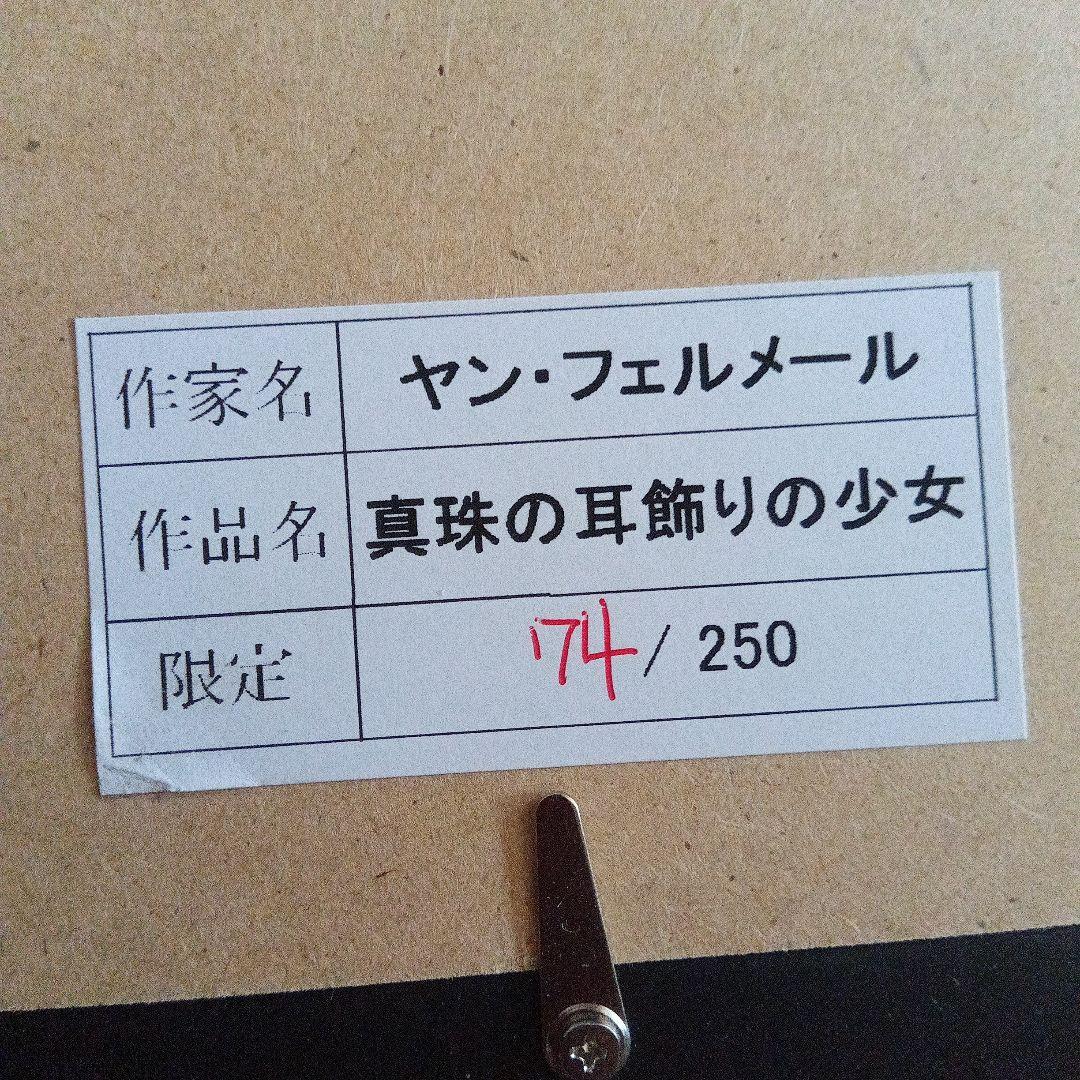 作家名 ヤン・フェルメール
作品名 真珠の耳飾りの少女
限定 74/ 250